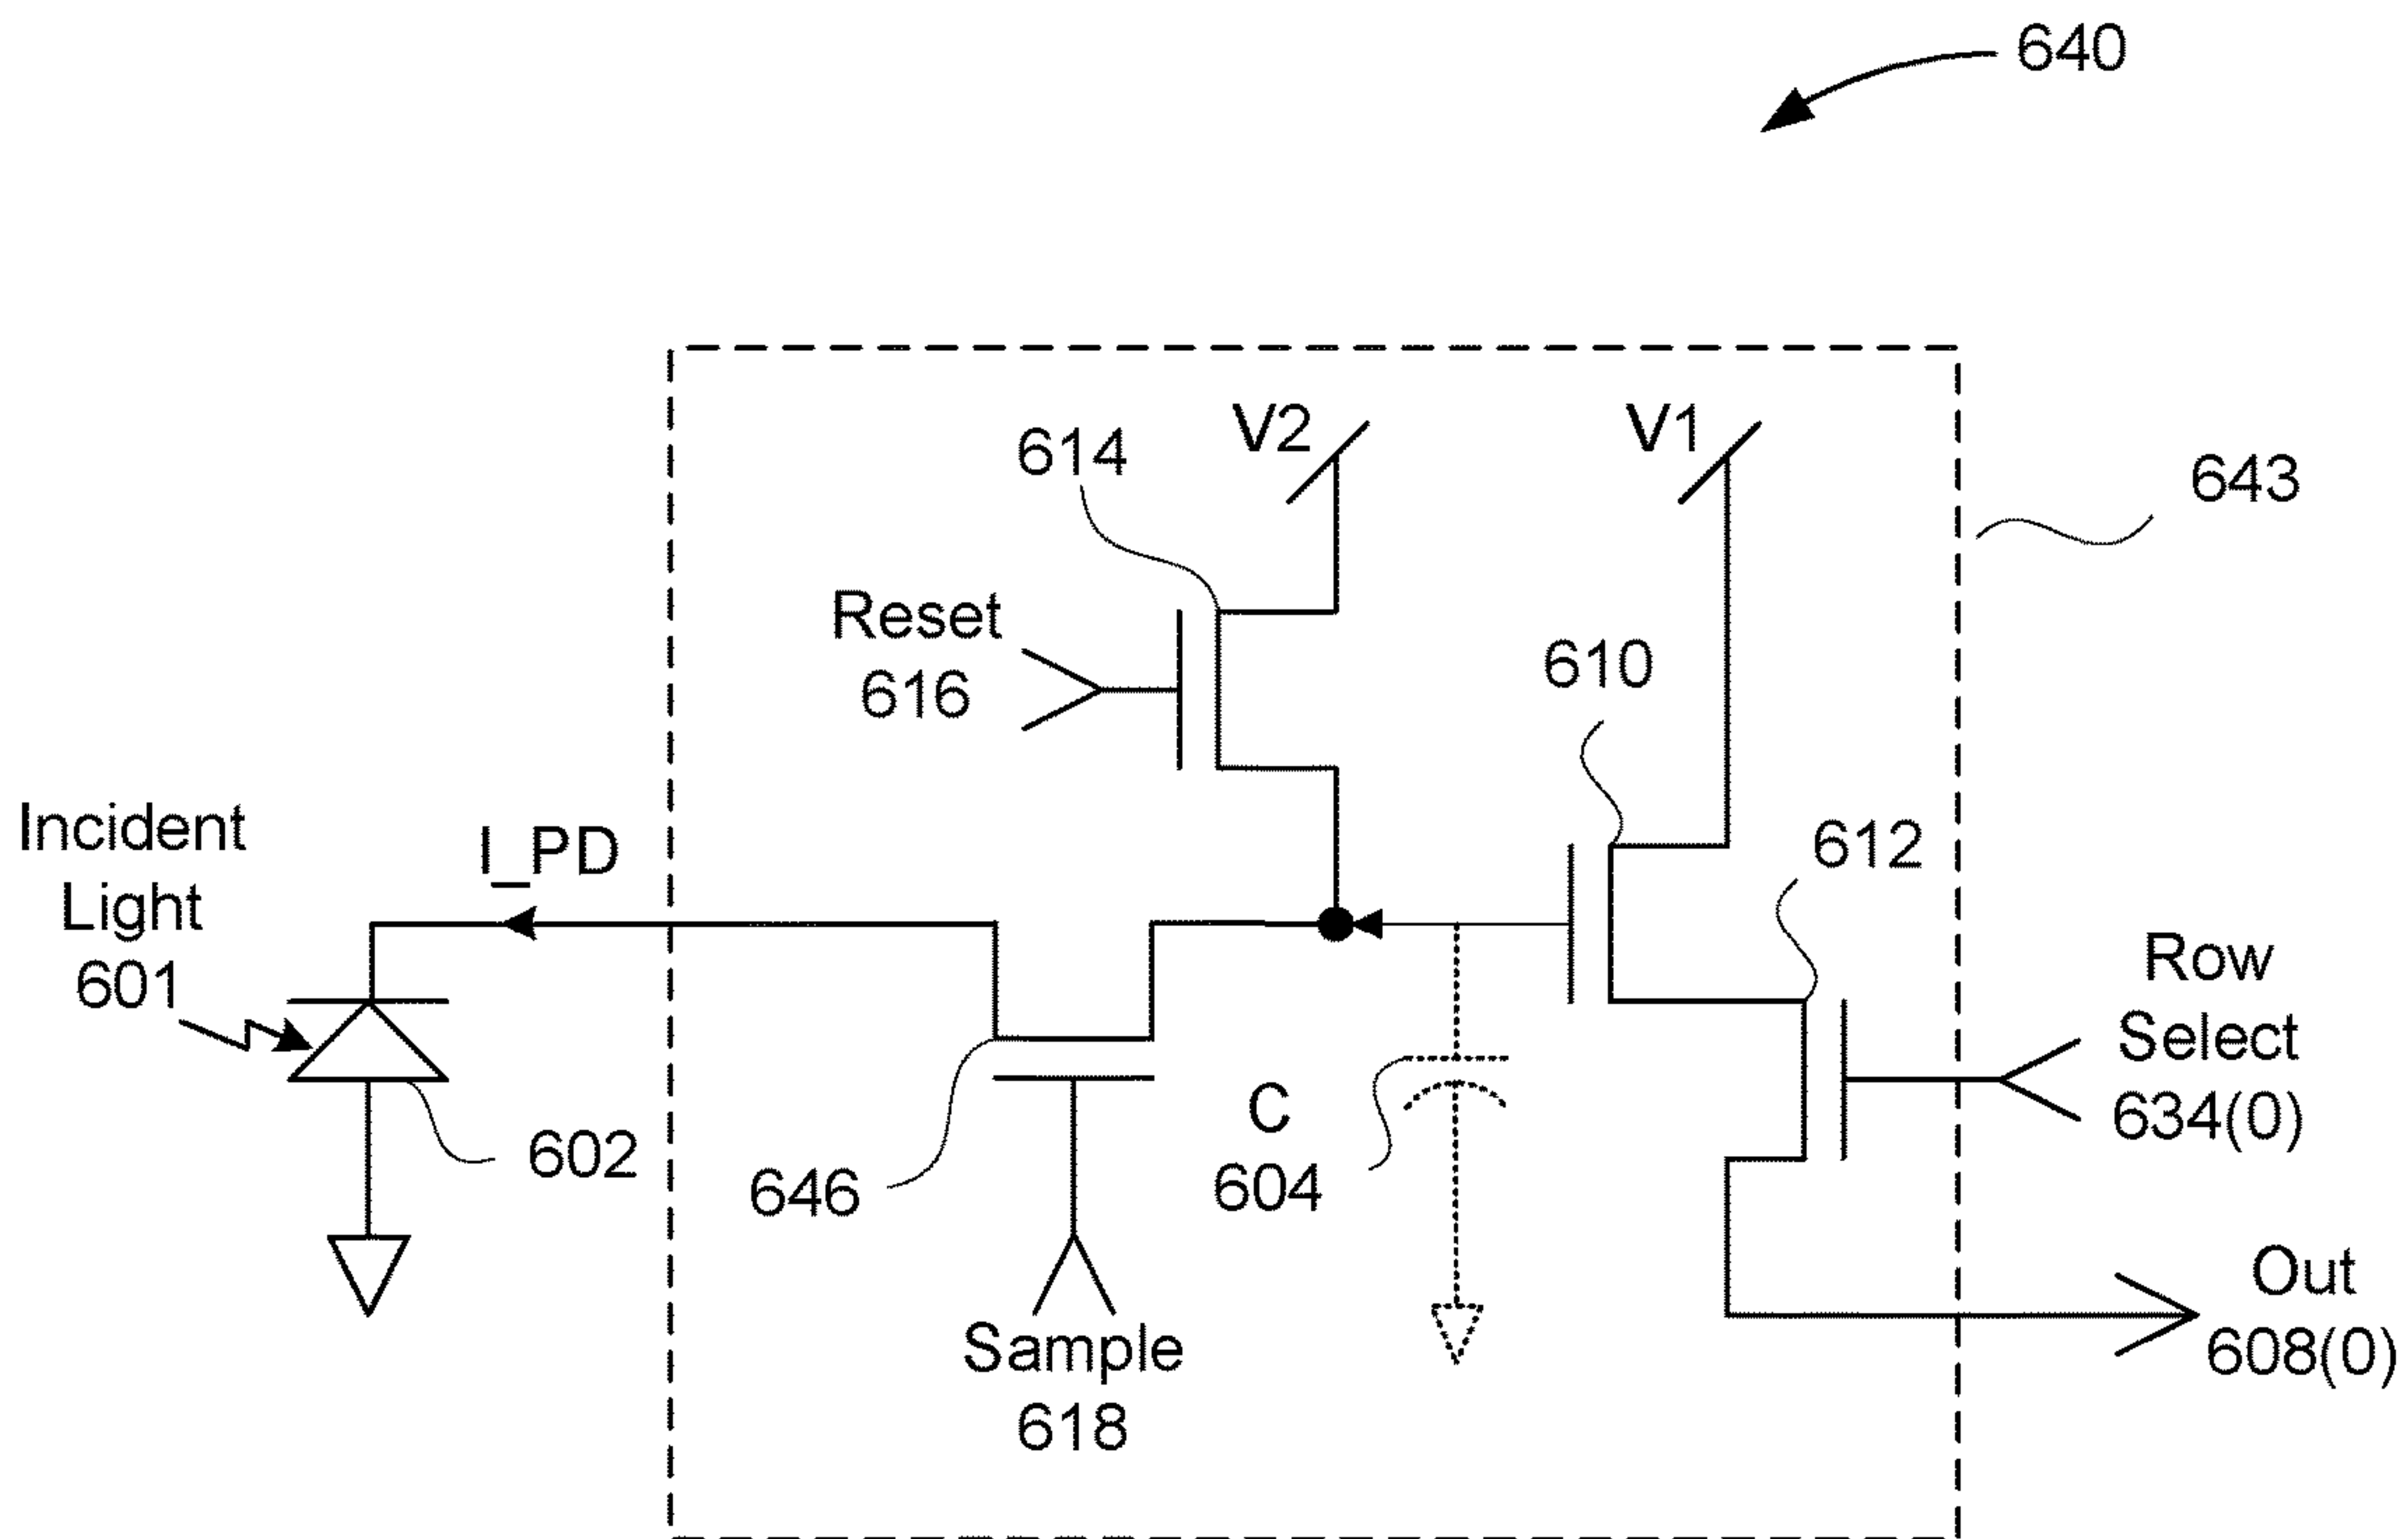 640
V2
V1
614
643
Reset
616
610
Incident
Light
601
I_PD
612
Row
Select
634(0)
C
604
602
646
Out
608(0)
Sample
618